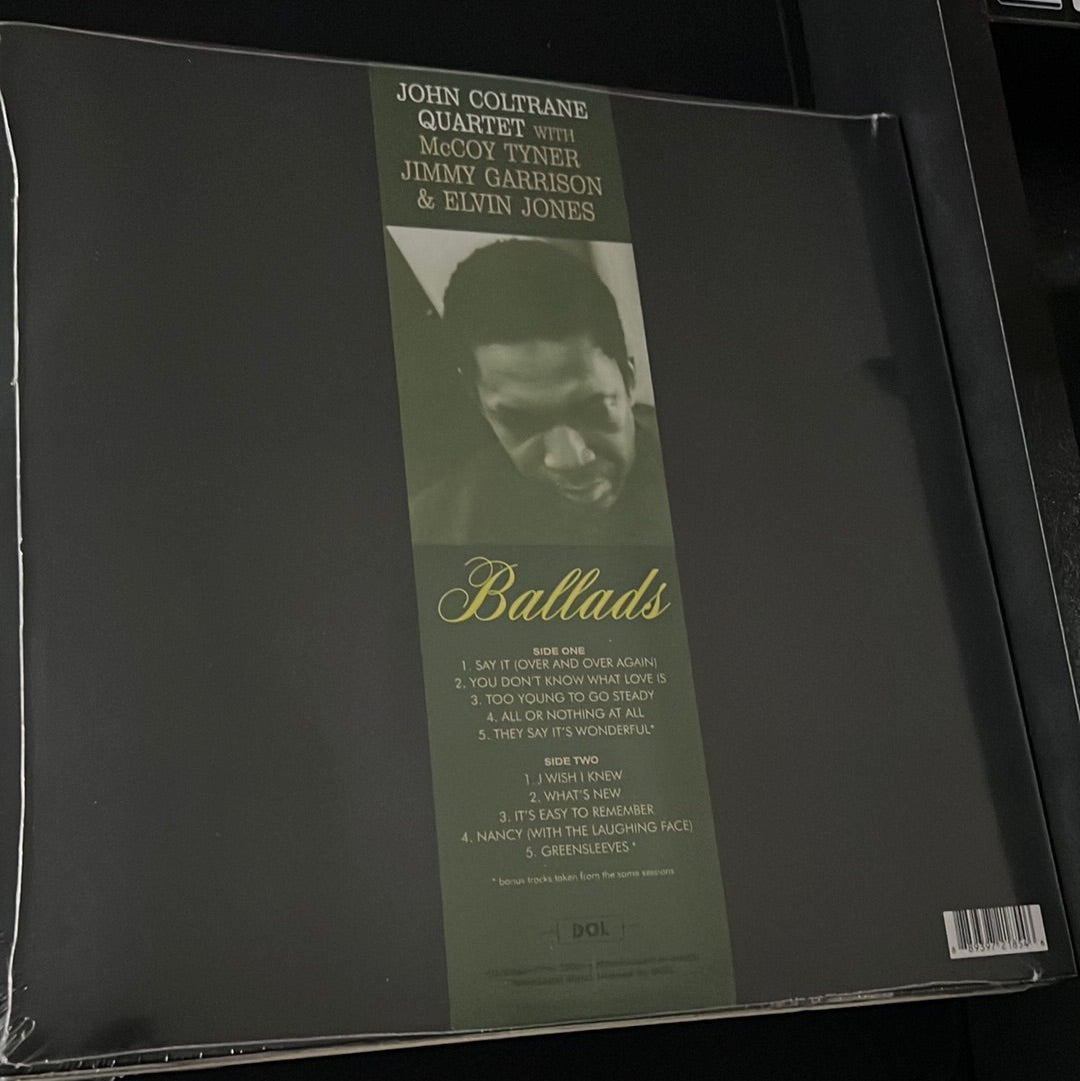 JOHN COLTRANE
QUARTET WITH
McCOY TYNER
JIMMY GARRISON
& ELVIN JONES
Ballads
SIDE ONE
1. SAY IT (OVER AND OVER AGAIN)
2. YOU DON'T KNOW WHAT LOVE IS
3. TOO YOUNG TO GO STEADY
4. ALL OR NOTHING AT ALL
5. THEY SAY IT'S WONDERFUL*
SIDE TWO
1. I WISH I KNEW
2. WHAT'S NEW
3. IT'S EASY TO REMEMBER
4. NANCY (WITH THE LAUGHING FACE)
5. GREENSLEEVES *
* bonus tracks taken from the same sessions
DOL